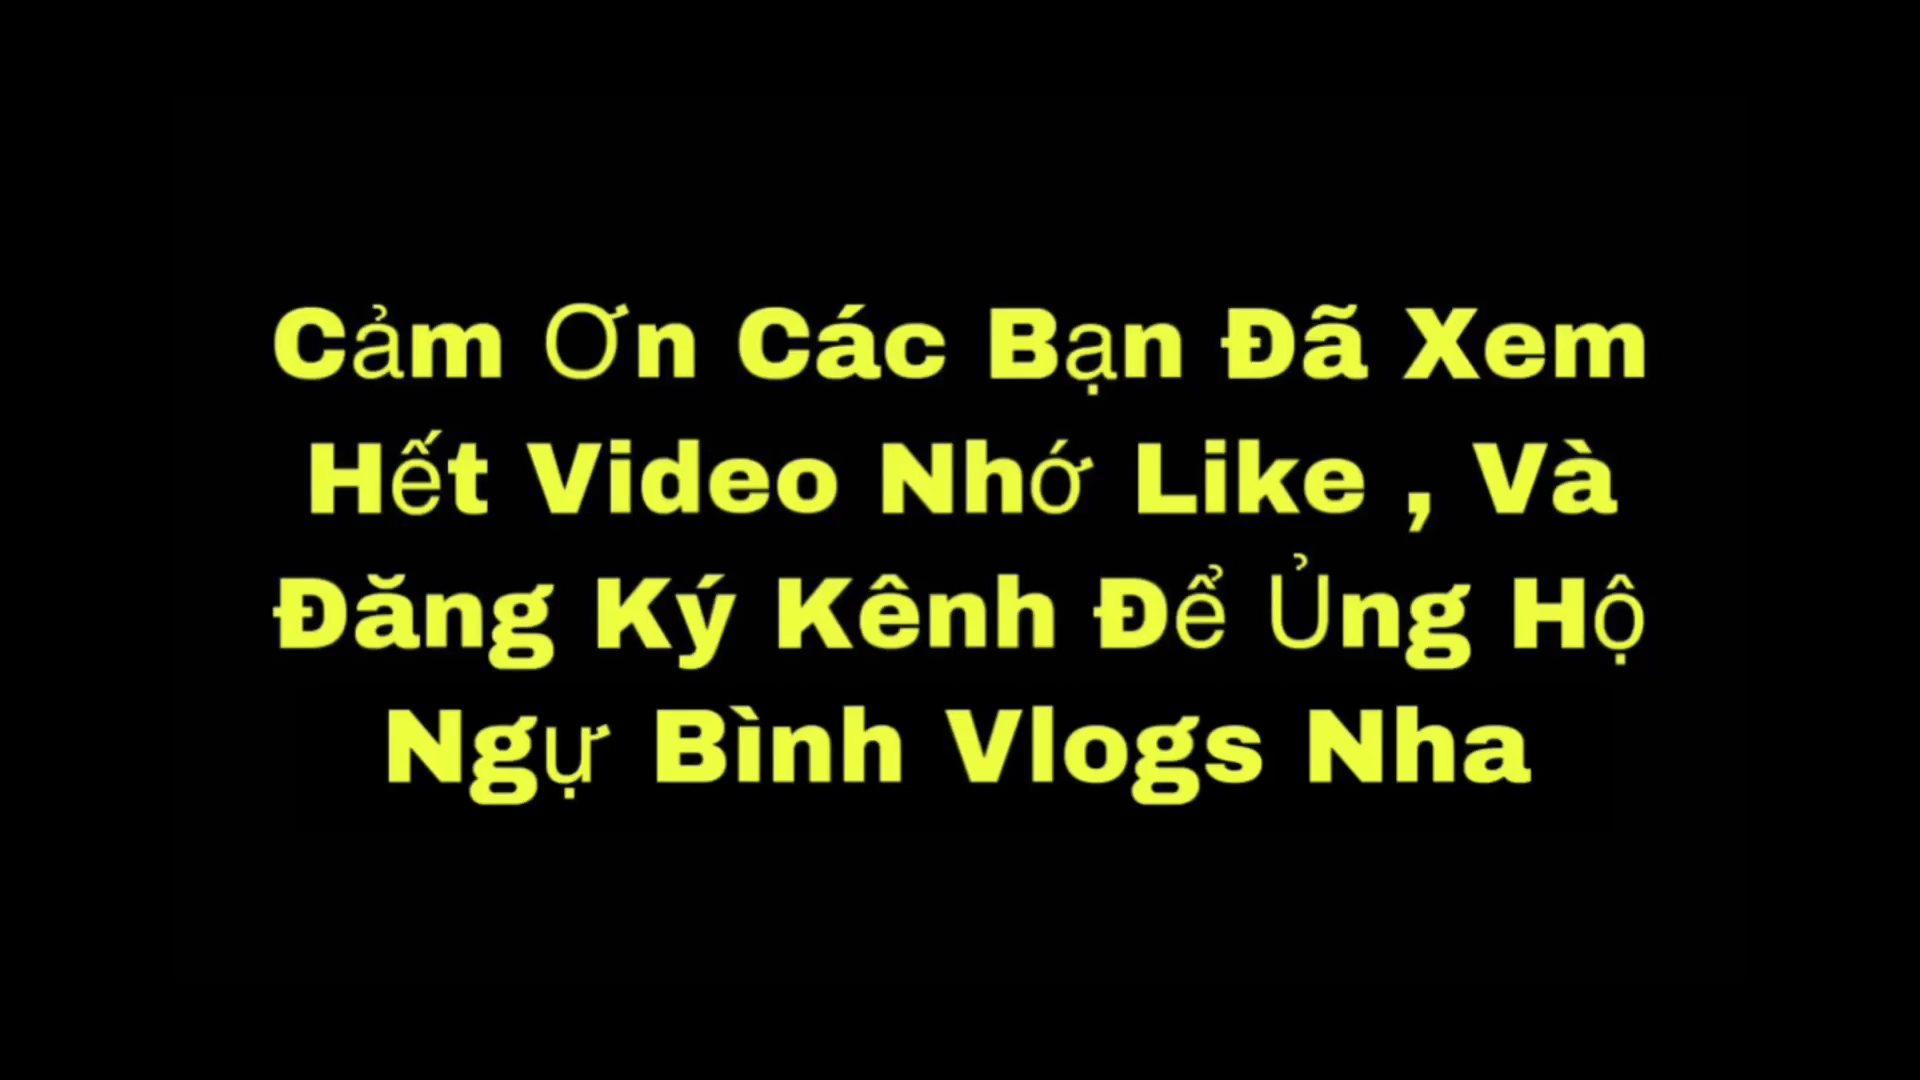 Cảm Ơn Các Bạn Đã Xem
Hết Video Nhớ Like , Và
Đăng Ký Kênh Để Ủng Hộ
Ngự Bình Vlogs Nha